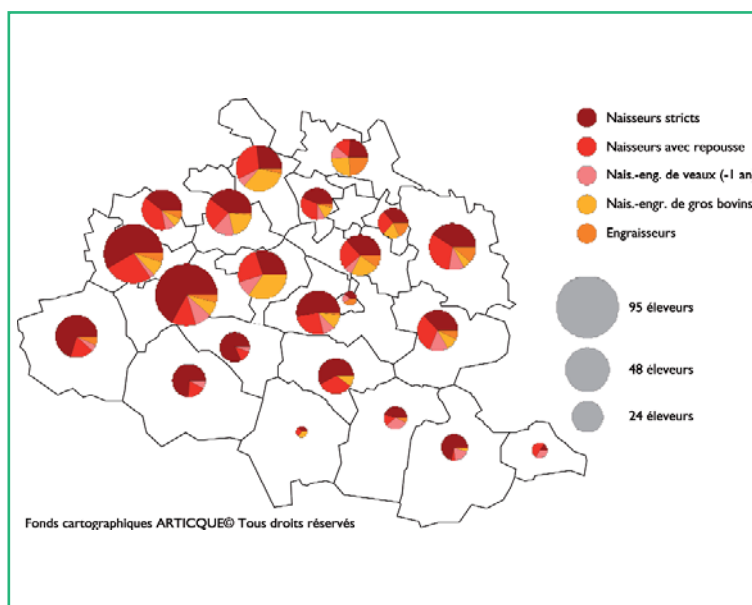 Naisseurs stricts
Naisseurs avec repousse
Nais.-eng. de veaux (-1 an
Nais.-engr. de gros bovins
Engraisseurs
95 éleveurs
48 éleveurs
24 éleveurs
Fonds cartographiques ARTICQUE© Tous droits réservés